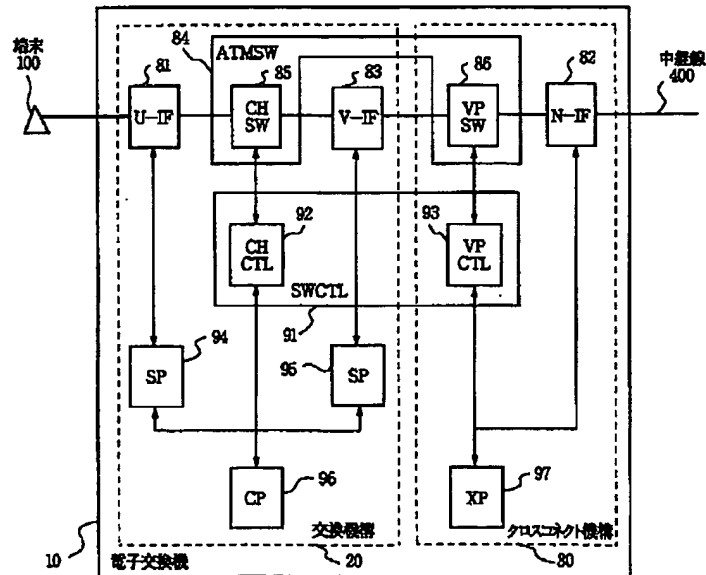 端末
100
84
ATMSW
81
85
83
86
82
中継線
400
U-IF
CH
SW
V-IF
VP
SW
N-IF
92
93
CH
CTL
VP
CTL
SWCTL
91
94
SP
95
SP
CP
96
XP
97
交換機構
クロスコネクト機構
10
電子交換機
20
80